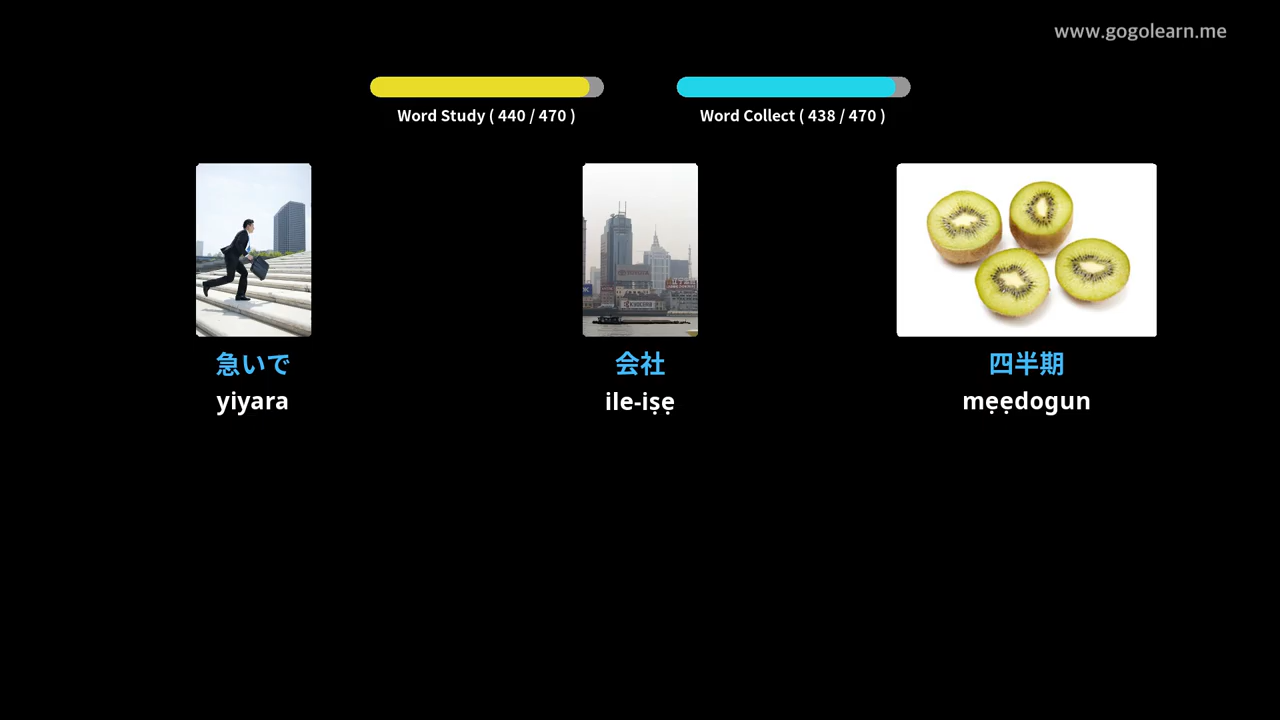 www.gogolearn.me
Word Study ( 440 / 470 )
Word Collect ( 438 / 470 )
急いで
会社
四半期
yiyara
ile-iṣẹ
mẹẹdogun